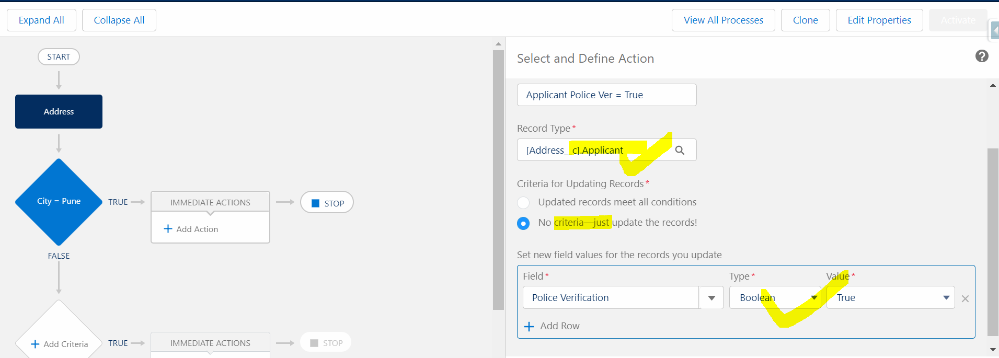 Expand All
Collapse All
View All Processes
Clone
Edit Properties
Activate
START
Address
City = Pune
TRUE
IMMEDIATE ACTIONS
+ Add Action
STOP
FALSE
+ Add Criteria
TRUE
IMMEDIATE ACTIONS
STOP
Select and Define Action
?
Applicant Police Ver = True
Record Type*
[Address__c].Applicant
Criteria for Updating Records*
Updated records meet all conditions
No criteria—just update the records!
Set new field values for the records you update
Field* Type* Value*
Police Verification Boolean True
+ Add Row